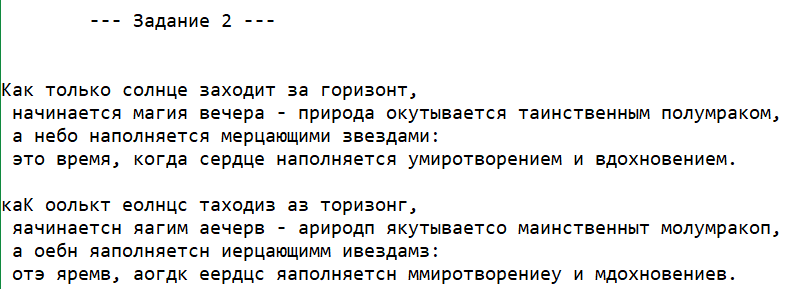 --- Задание 2 ---
Как только солнце заходит за горизонт,
начинается магия вечера - природа окутывается таинственным полумраком,
а небо наполняется мерцающими звездами:
это время, когда сердце наполняется умиротворением и вдохновением.
каК оолькт еолнцс таходиз аз торизонг,
яачинаетсн яагим аечерв - ариродп якутываетсо маинственныт молумракоп,
а оебн яаполняетсн иерцающимм ивездамз:
отэ яремв, аогдк еердцс яаполняетсн ммиротворениеу и мдохновениев.